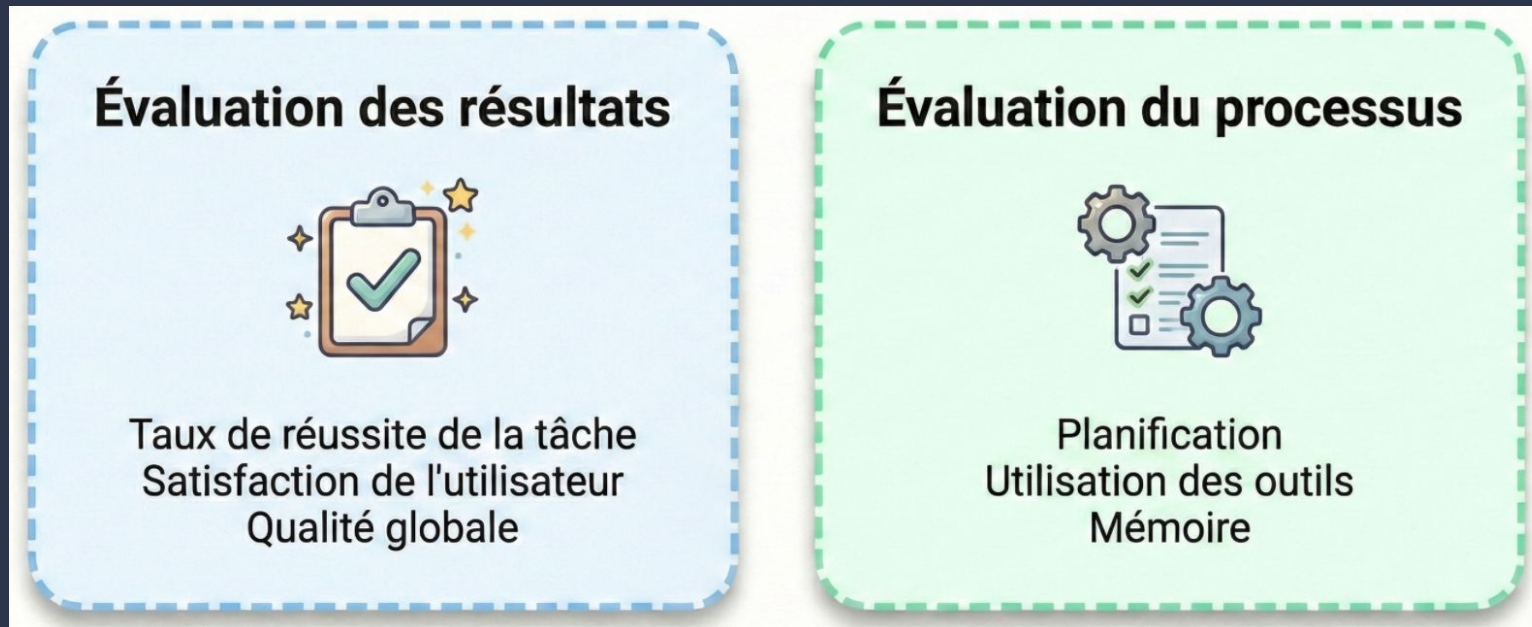 Évaluation des résultats
Taux de réussite de la tâche
Satisfaction de l'utilisateur
Qualité globale
Évaluation du processus
Planification
Utilisation des outils
Mémoire